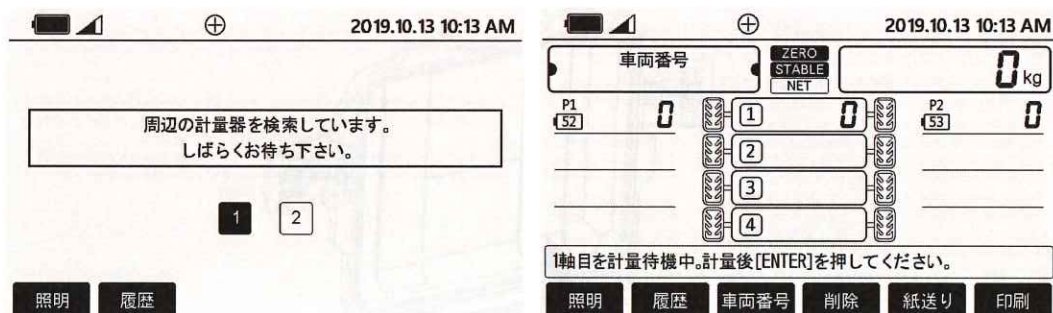 2019.10.13 10:13 AM
周辺の計量器を検索しています。
しばらくお待ち下さい。
1 2
照明 履歴
2019.10.13 10:13 AM
車両番号
ZERO
STABLE
NET
0 kg
P1
52
0
1
0
P2
53
0
2
3
4
1軸目を計量待機中。計量後[ENTER]を押してください。
照明 履歴 車両番号 削除 紙送り 印刷